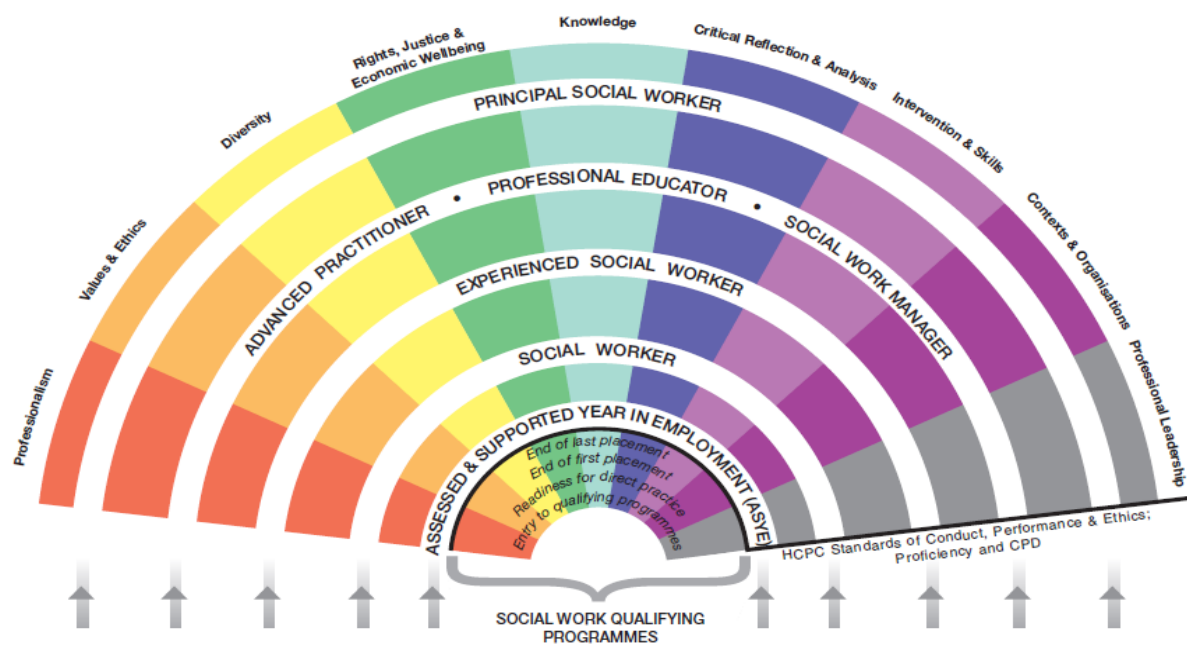 Knowledge
Rights, Justice &
Economic Wellbeing
Critical Reflection & Analysis
Diversity
Intervention & Skills
Values & Ethics
Contexts & Organisations
Professionalism
Professional Leadership
PRINCIPAL SOCIAL WORKER
ADVANCED PRACTITIONER • PROFESSIONAL EDUCATOR • SOCIAL WORK MANAGER
EXPERIENCED SOCIAL WORKER
SOCIAL WORKER
ASSESSED & SUPPORTED YEAR IN EMPLOYMENT (ASYE)
End of last placement
End of first placement
Readiness for direct practice
Entry to qualifying programmes
HCPC Standards of Conduct, Performance & Ethics;
Proficiency and CPD
SOCIAL WORK QUALIFYING
PROGRAMMES